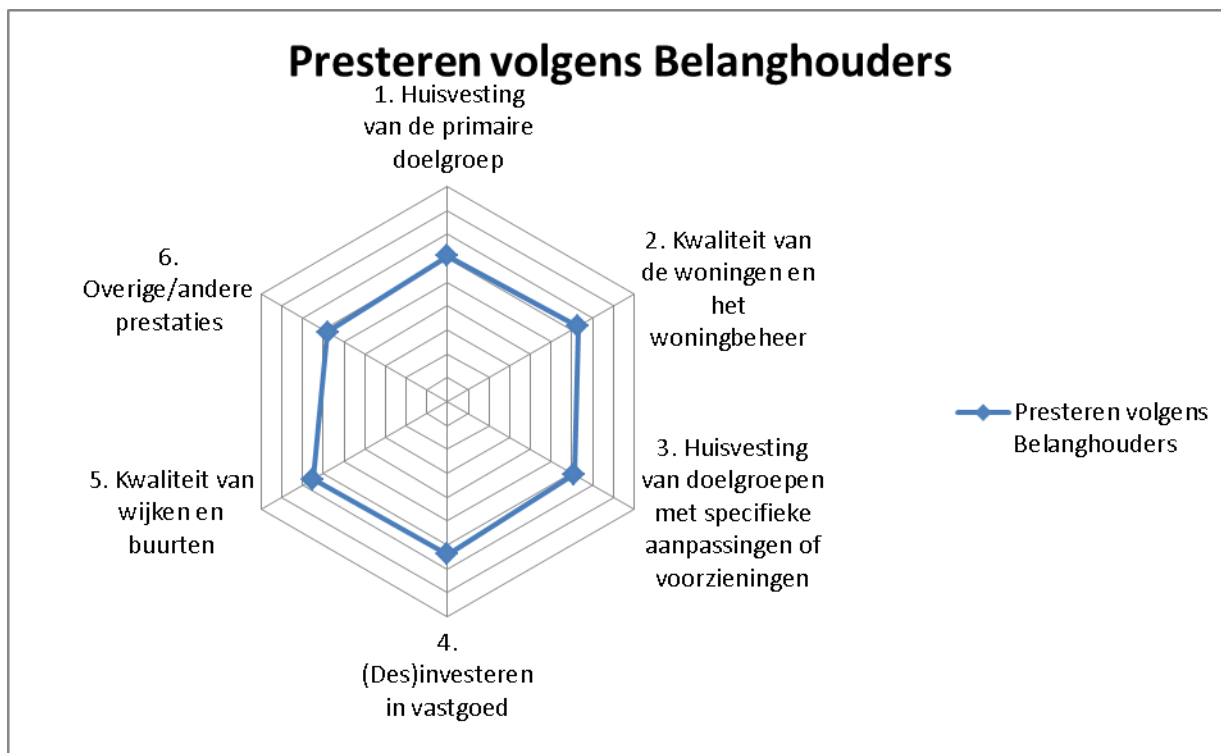 Presteren volgens Belanghouders
1. Huisvesting
van de primaire
doelgroep
2. Kwaliteit van
de woningen en
het
woningbeheer
3. Huisvesting
van doelgroepen
met specifieke
aanpassingen of
voorzieningen
4.
(Des)investeren
in vastgoed
5. Kwaliteit van
wijken en
buurten
6.
Overige/andere
prestaties
Presteren volgens
Belanghouders